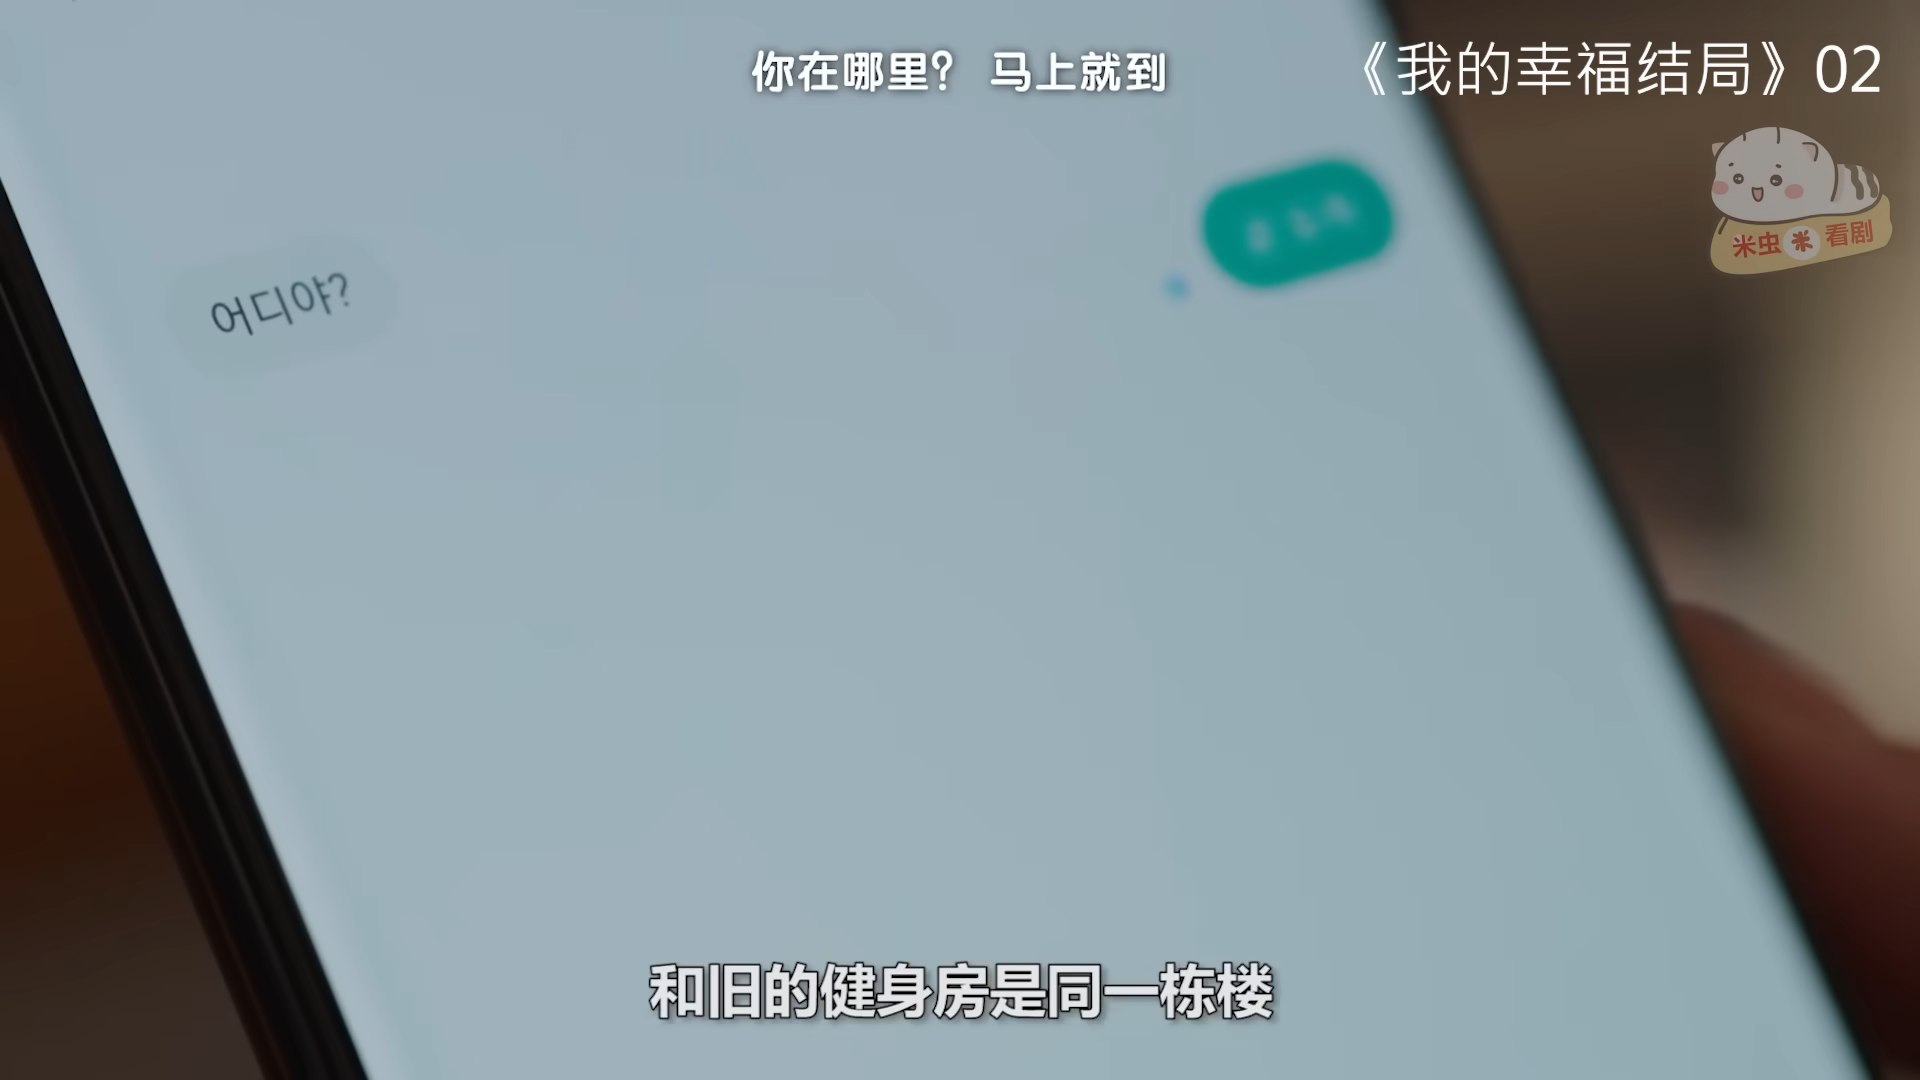 你在哪里? 马上就到
《我的幸福结局》02
米虫米看剧
어디야?
和旧的健身房是同一栋楼